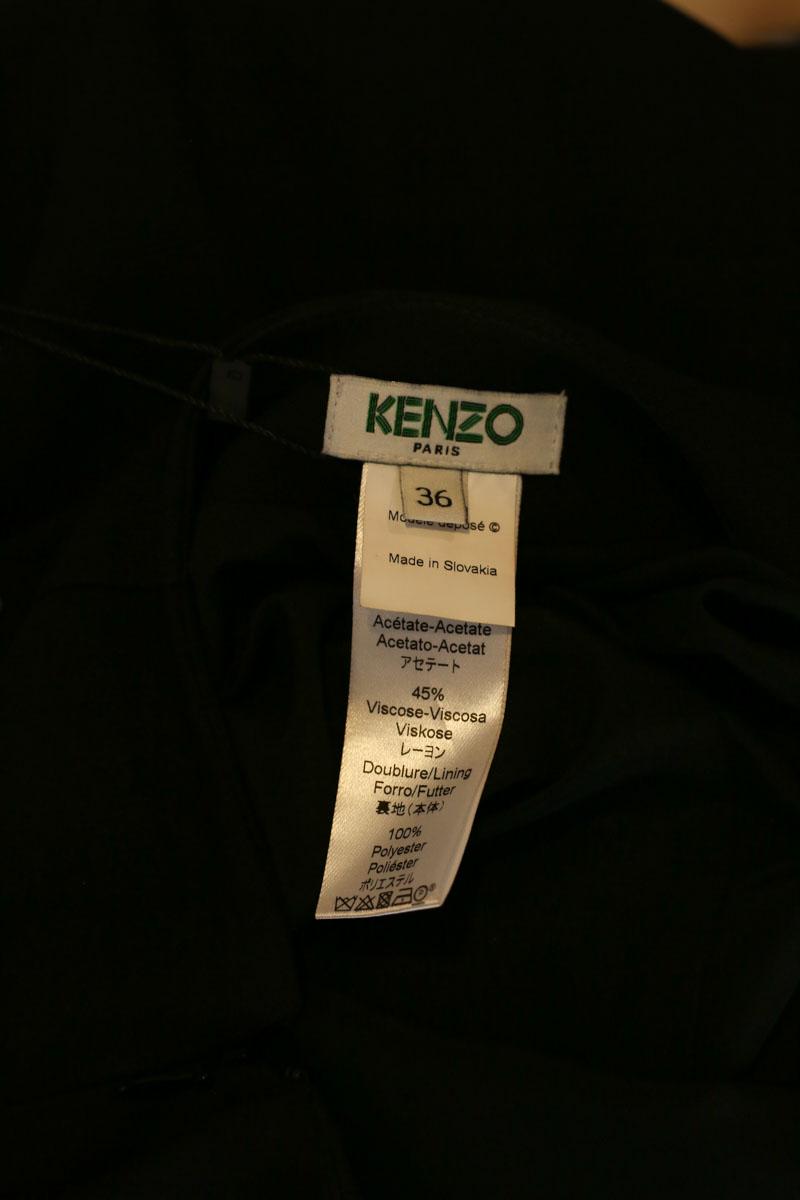 KENZO
PARIS
36
Modèle déposé ©
Made in Slovakia
Acétate-Acetate
Acetato-Acetat
アセテート
45%
Viscose-Viscosa
Viskose
レーヨン
Doublure/Lining
Forro/Futter
裏地(本体)
100%
Polyester
Poliéster
ポリエステル